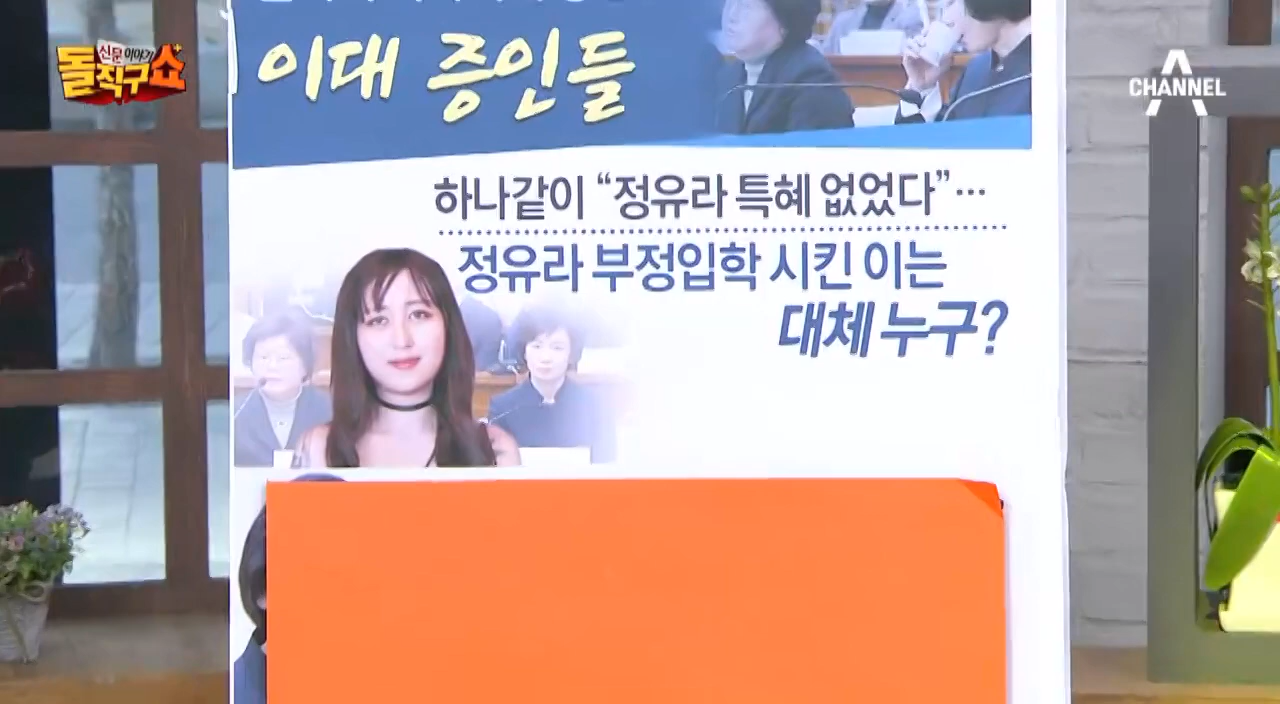 신문이야기
돌직구쇼
CHANNEL A
이대 증인들
하나같이 “정유라 특혜 없었다”…
정유라 부정입학 시킨 이는
대체 누구?